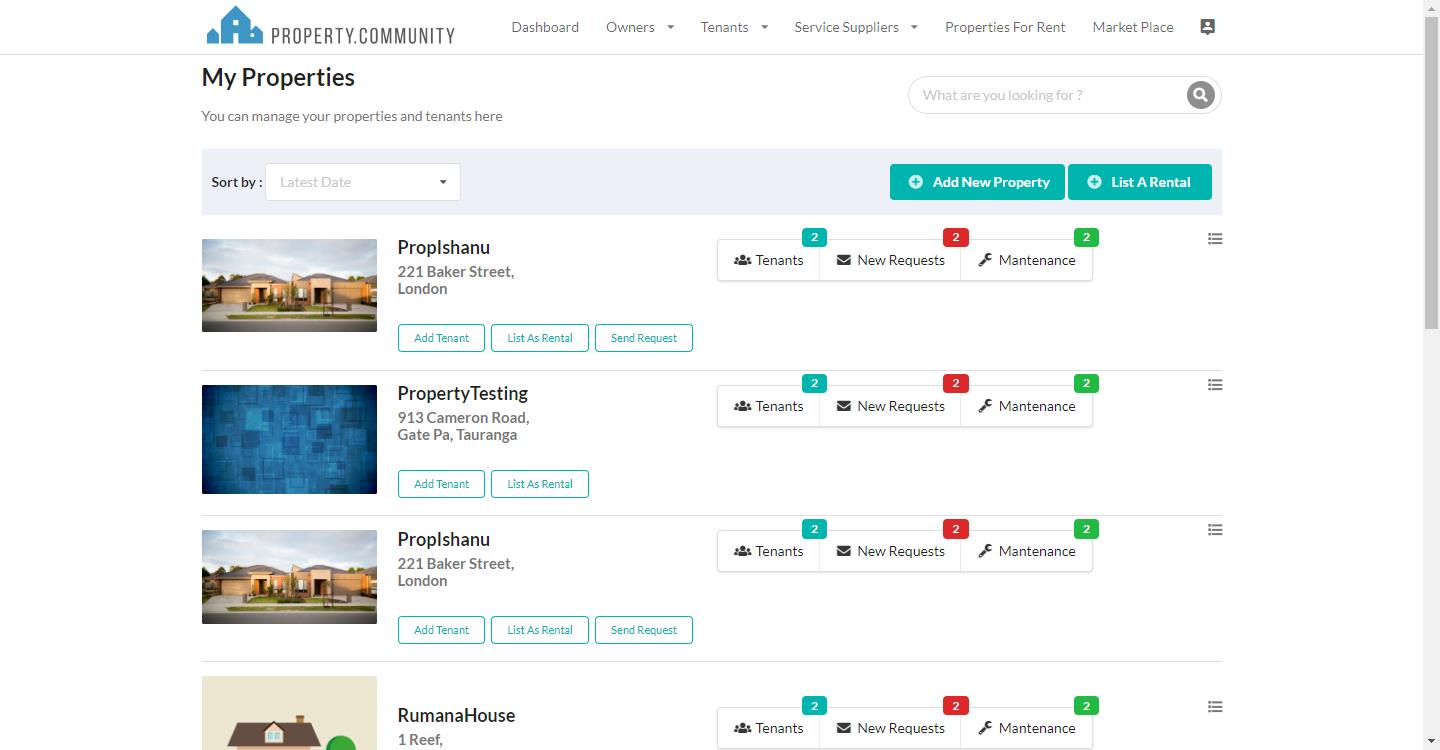 PROPERTY.COMMUNITY
Dashboard Owners Tenants Service Suppliers Properties For Rent Market Place
My Properties
What are you looking for ?
You can manage your properties and tenants here
Sort by : Latest Date
Add New Property List A Rental
PropIshanu
221 Baker Street,
London
2 2 2
Tenants New Requests Mantenance
Add Tenant List As Rental Send Request
PropertyTesting
913 Cameron Road,
Gate Pa, Tauranga
2 2 2
Tenants New Requests Mantenance
Add Tenant List As Rental
PropIshanu
221 Baker Street,
London
2 2 2
Tenants New Requests Mantenance
Add Tenant List As Rental Send Request
RumanaHouse
1 Reef,
2 2 2
Tenants New Requests Mantenance